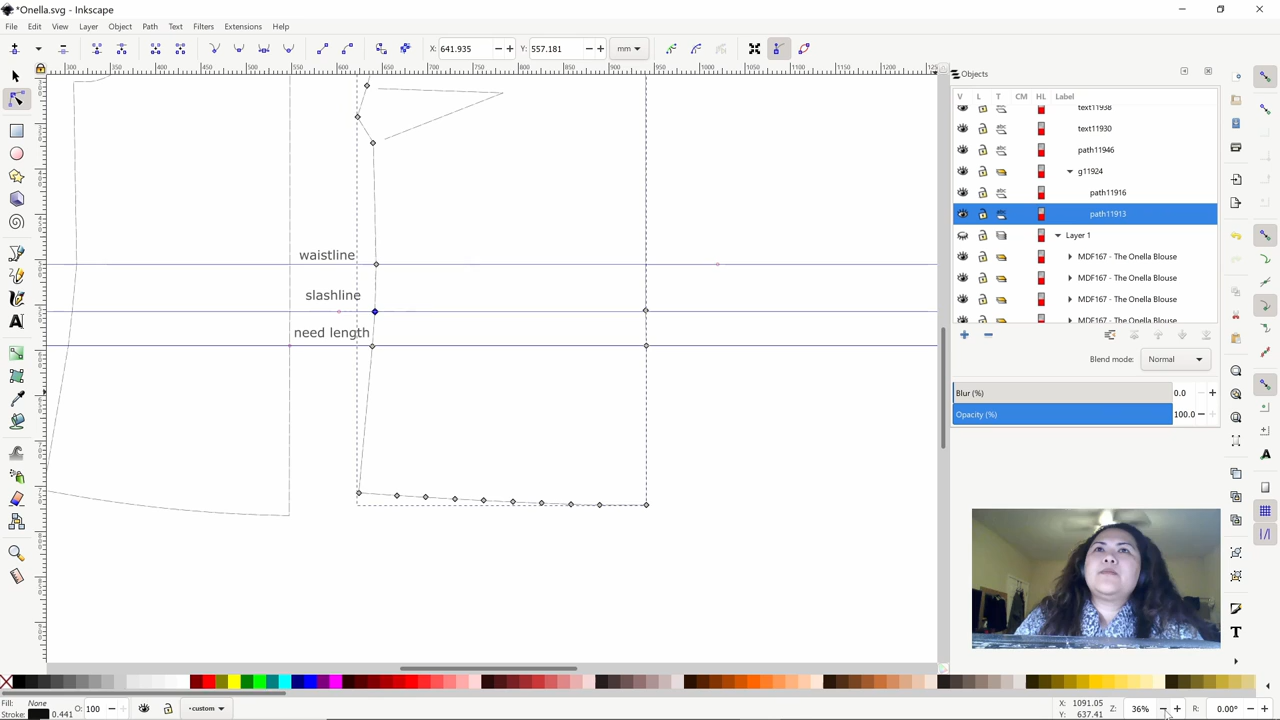 *Onella.svg - Inkscape
File Edit View Layer Object Path Text Filters Extensions Help
X: 641.935 Y: 557.181 mm
Objects
V L T CM HL Label
text11938
text11930
path11946
g11924
path11916
path11913
Layer 1
MDF167 - The Onella Blouse
MDF167 - The Onella Blouse
MDF167 - The Onella Blouse
MDF167 - The Onella Blouse
Blend mode: Normal
Blur (%) 0.0
Opacity (%) 100.0
waistline
slashline
need length
Fill: None
Stroke: 0.441
O: 100
•custom
X: 1091.05
Y: 637.41
Z: 36%
R: 0.00°